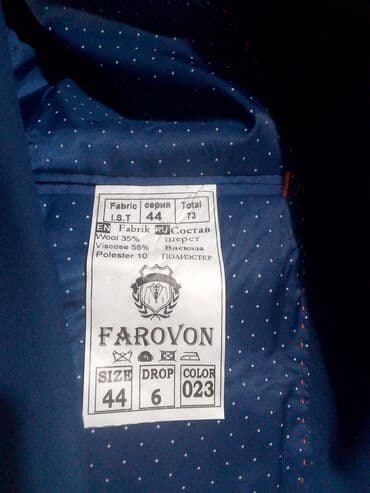 Fabric серия Total
I.S.T 44 73
EN Fabrik RU Состав
Wool 35% Шерст
Viscose 55% Вискоза
Polester 10 ПОЛИЭСТЕР
FAROVON
SIZE DROP COLOR
44 6 023